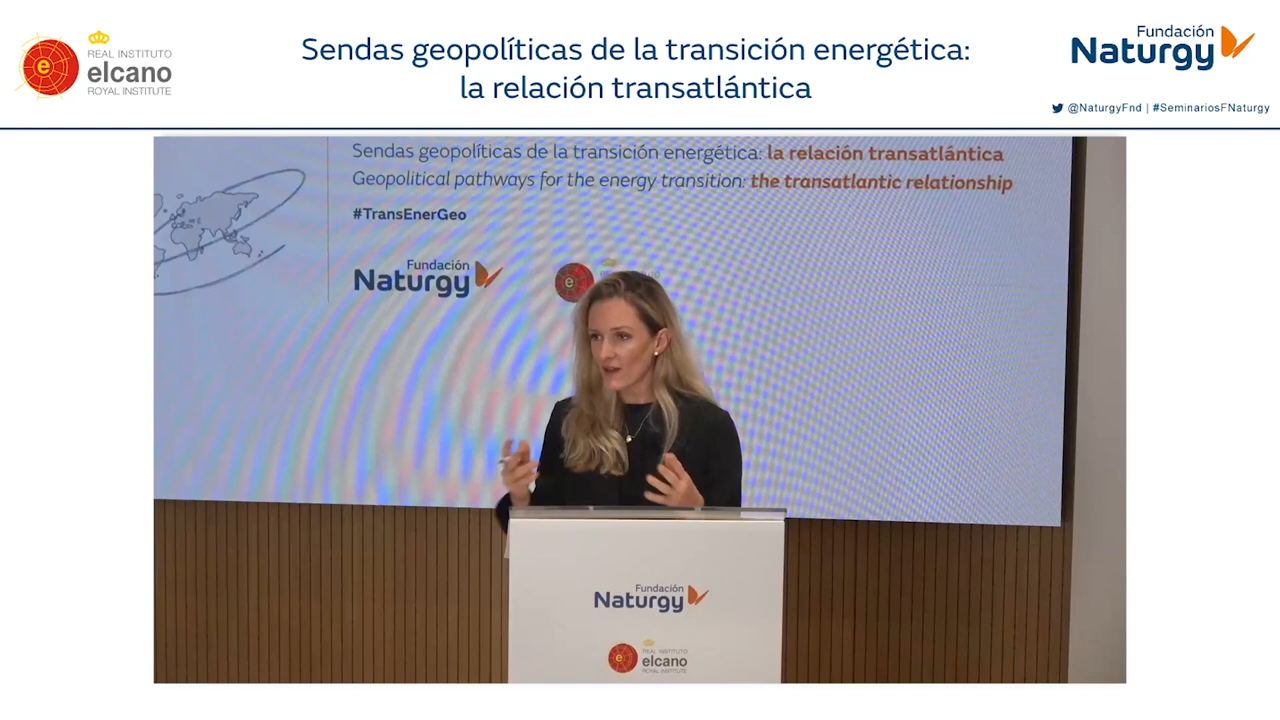 REAL INSTITUTO
elcano
ROYAL INSTITUTE
Sendas geopolíticas de la transición energética:
la relación transatlántica
Fundación
Naturgy
@NaturgyFnd | #SeminariosFNaturgy
Sendas geopolíticas de la transición energética: la relación transatlántica
Geopolitical pathways for the energy transition: the transatlantic relationship
#TransEnerGeo
Fundación
Naturgy
e
Fundación
Naturgy
e
REAL INSTITUTO
elcano
ROYAL INSTITUTE